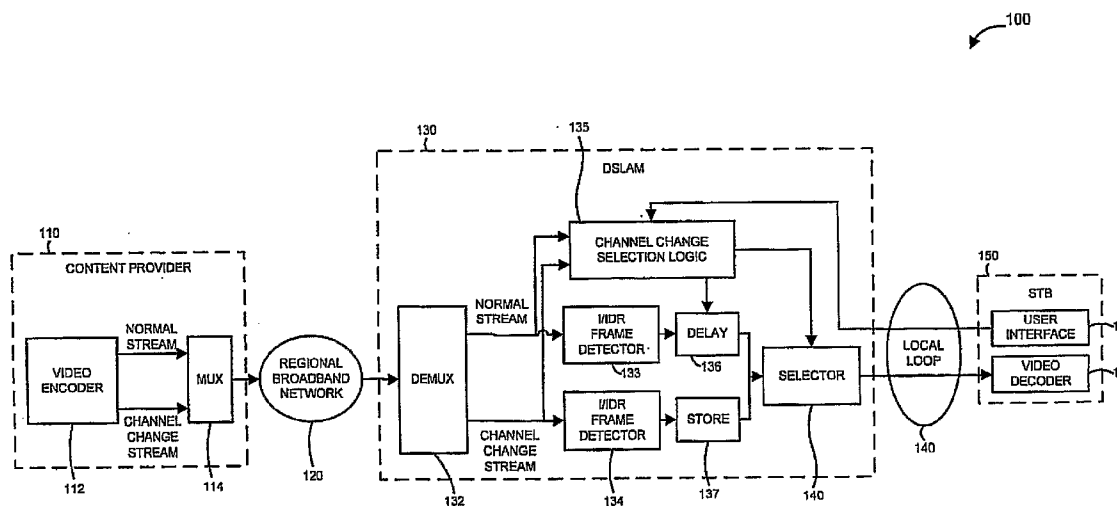 100
135
130
DSLAM
110
CONTENT PROVIDER
CHANNEL CHANGE
SELECTION LOGIC
150
STB
NORMAL
STREAM
NORMAL
STREAM
USER
INTERFACE
1
VIDEO
ENCODER
MUX
REGIONAL
BROADBAND
NETWORK
DEMUX
I/IDR
FRAME
DETECTOR
133
DELAY
136
SELECTOR
LOCAL
LOOP
VIDEO
DECODER
1
I/IDR
FRAME
DETECTOR
STORE
CHANNEL
CHANGE
STREAM
CHANNEL
CHANGE
STREAM
112
114
120
132
134
137
140
140